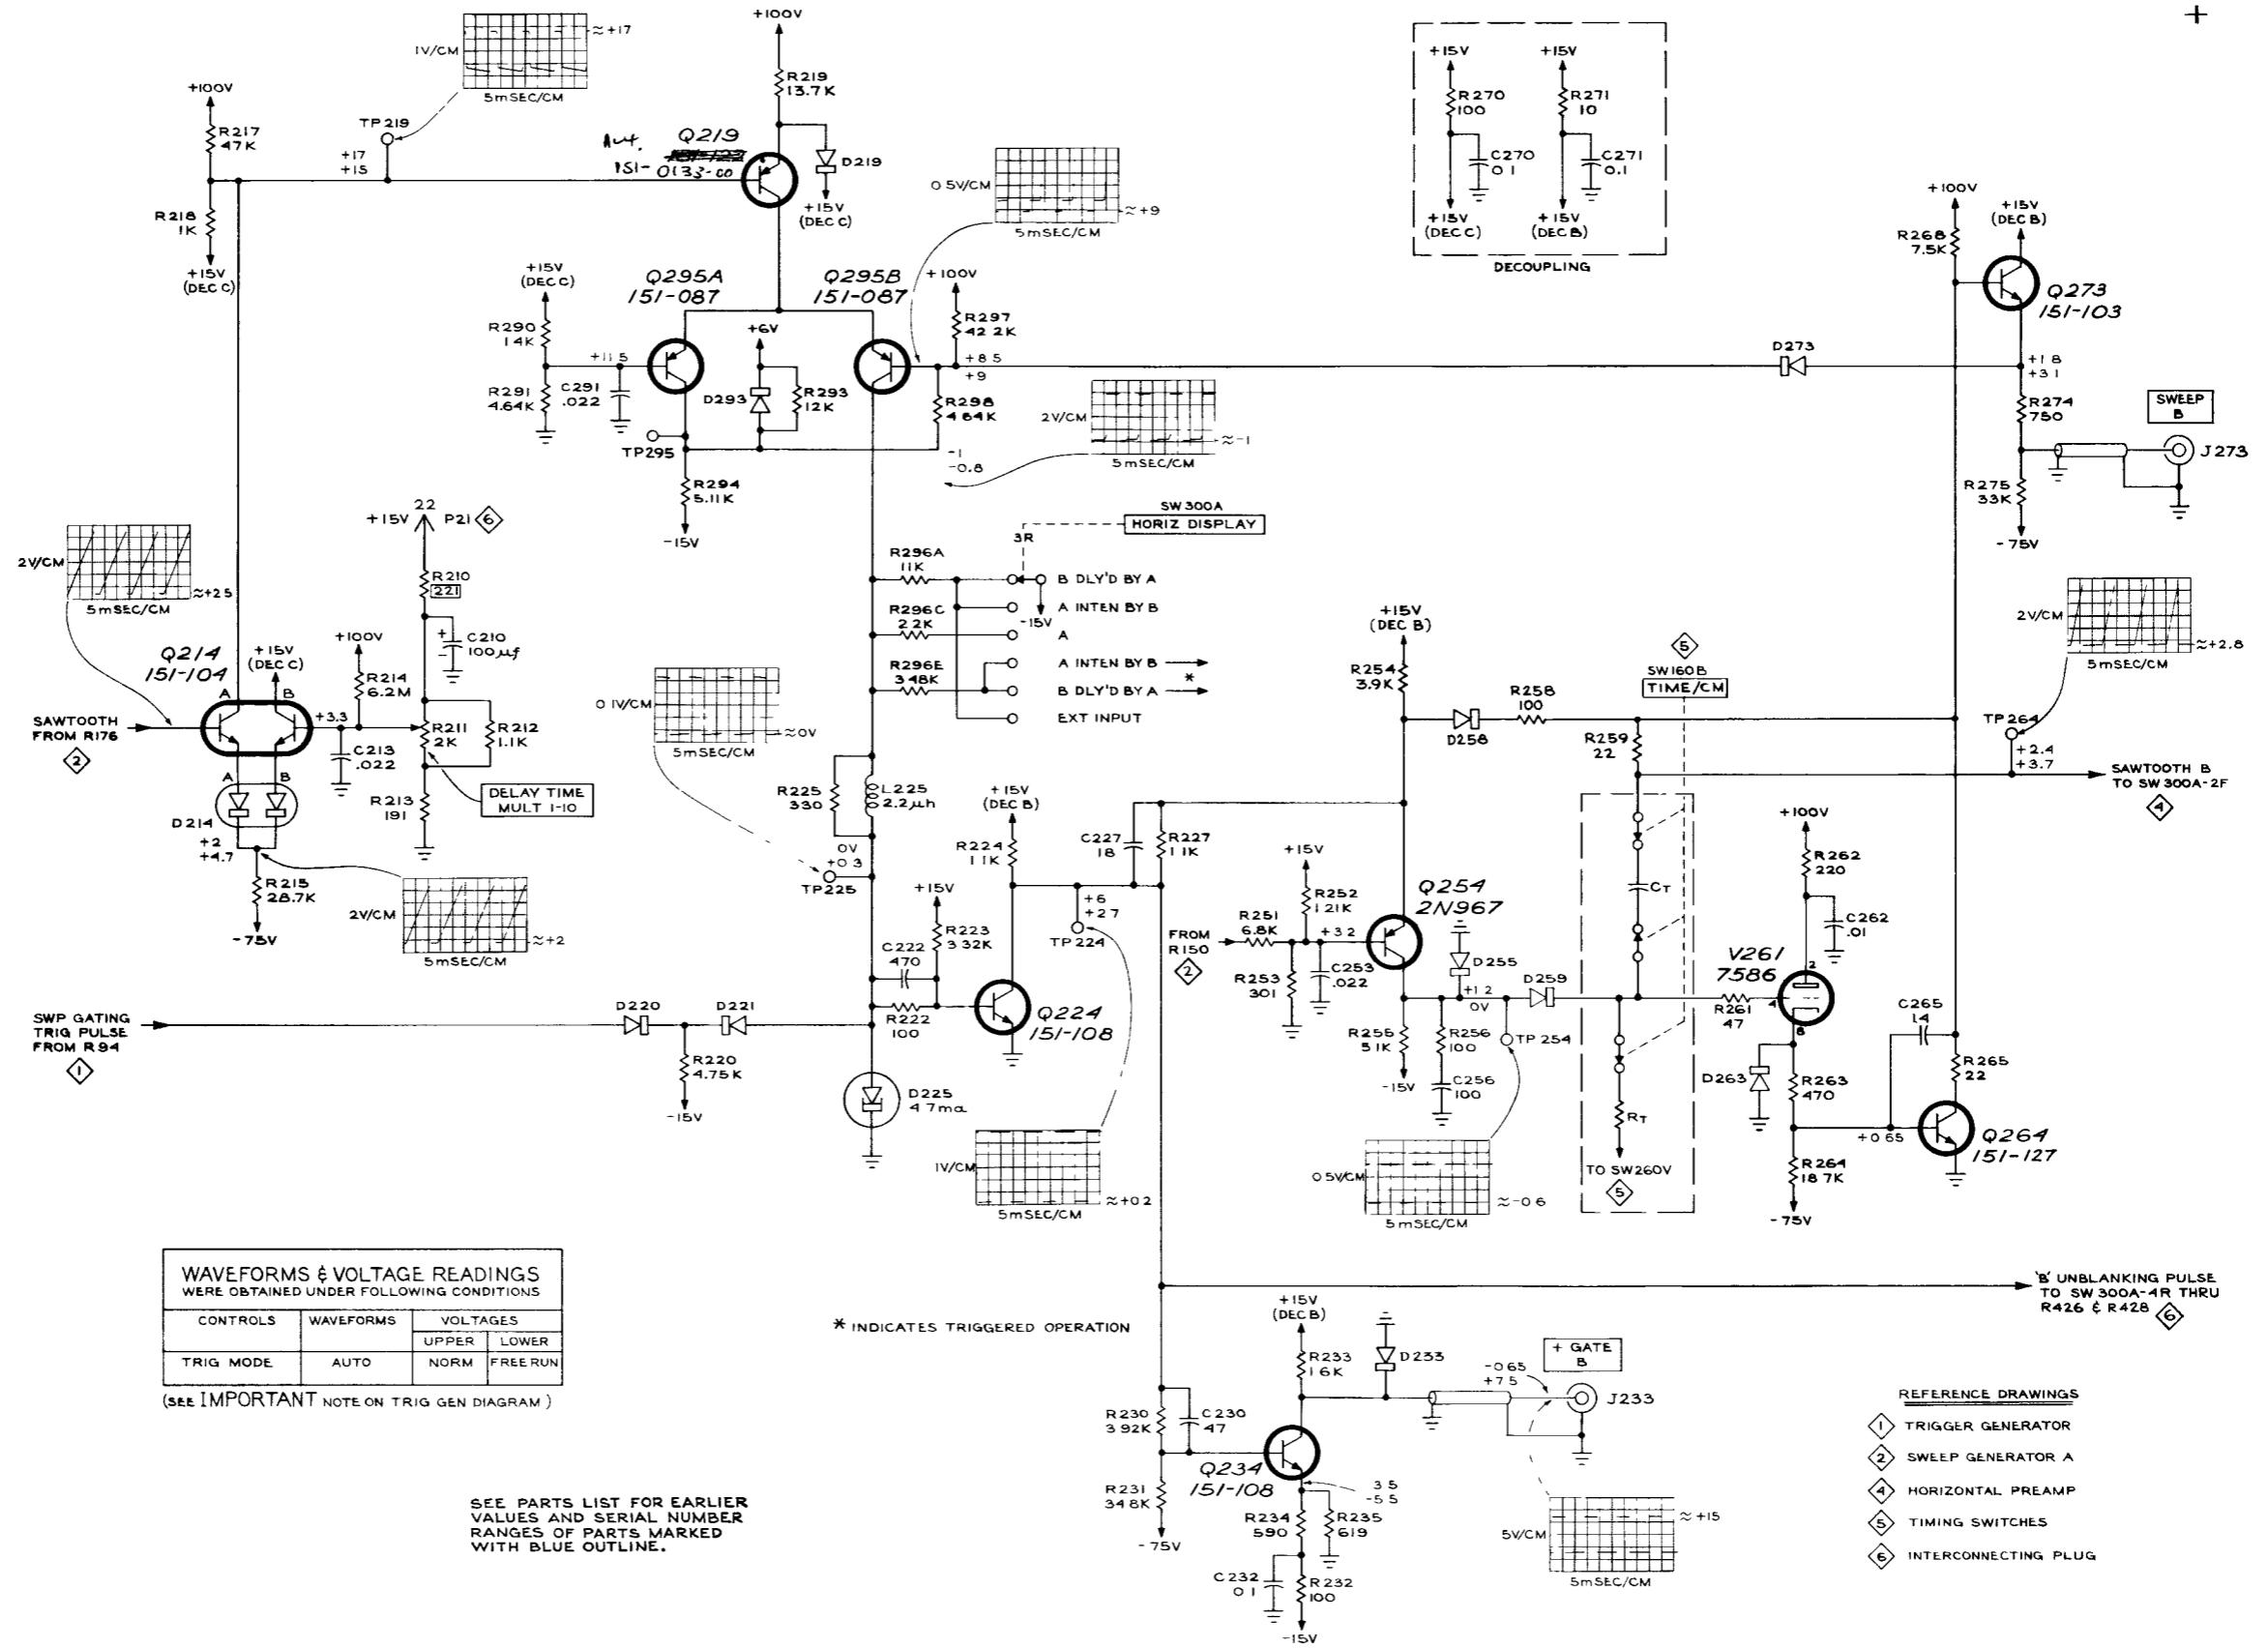 +100V
1V/CM
≈+17
5mSEC/CM
+100V
R217
47K
TP219
+17
+15
R218
1K
+15V
(DEC C)
R219
13.7K
Q219
151-
0133-00
D219
+15V
(DEC C)
0 5V/CM
≈+9
5mSEC/CM
+15V
+15V
R270
100
R271
10
C270
0 1
C271
0.1
+15V
(DEC C)
+15V
(DEC B)
DECOUPLING
+100V
+15V
(DEC B)
R268
7.5K
Q273
151-103
+15V
(DEC C)
Q295A
151-087
Q295B
151-087
+100V
R290
14K
R297
42 2K
+11 5
+6V
+8 5
+9
D273
+1 8
+3 1
R291
4.64K
C291
.022
D293
R293
12K
R298
4 64K
TP295
2V/CM
≈-1
5mSEC/CM
-1
-0.8
R294
5.11K
-15V
R274
750
SWEEP
B
J273
R275
33K
-75V
22
+15V
P21
6
2V/CM
≈+2 5
5mSEC/CM
R210
221
C210
100µf
+
-
SW300A
HORIZ DISPLAY
3R
R296A
11K
B DLY'D BY A
R296C
2 2K
A INTEN BY B
-15V
A
R296E
3 48K
A INTEN BY B
*
B DLY'D BY A
EXT INPUT
Q214
151-104
+15V
(DEC C)
+100V
R214
6.2M
A
B
+3.3
SAWTOOTH
FROM R176
2
C213
.022
R211
2K
R212
1.1K
A
B
D214
+2
+4.7
R213
191
DELAY TIME
MULT 1-10
R215
28.7K
-75V
2V/CM
≈+2
5mSEC/CM
0 1V/CM
≈0V
5mSEC/CM
R225
330
L225
2.2µh
0V
+0 3
TP225
+15V
(DEC B)
R224
1 1K
C227
18
R227
1 1K
+15V
(DEC B)
R254
3.9K
D258
R258
100
5
SW160B
TIME/CM
R259
22
2V/CM
≈+2.8
5mSEC/CM
TP264
+2.4
+3.7
SAWTOOTH B
TO SW300A-2F
4
+6
+2 7
TP224
+15V
R223
3 32K
C222
470
R222
100
Q224
151-108
+15V
R252
1 21K
R251
6.8K
FROM
R150
2
+3 2
R253
301
C253
.022
Q254
2N967
D255
+1 2
0V
D259
R255
5 1K
R256
100
TP 254
C256
100
-15V
CT
RT
TO SW260V
5
+100V
R262
220
C262
.01
V261
7586
2
4
8
R261
47
C265
14
D263
R263
470
R265
22
+0 65
Q264
151-127
R264
18 7K
-75V
SWP GATING
TRIG PULSE
FROM R94
1
D220
D221
R220
4.75K
-15V
D225
4 7ma
1V/CM
≈+0 2
5mSEC/CM
0 5V/CM
≈-0 6
5mSEC/CM
WAVEFORMS & VOLTAGE READINGS
WERE OBTAINED UNDER FOLLOWING CONDITIONS
CONTROLS WAVEFORMS VOLTAGES
UPPER LOWER
TRIG MODE AUTO NORM FREE RUN
(SEE IMPORTANT NOTE ON TRIG GEN DIAGRAM)
* INDICATES TRIGGERED OPERATION
'B' UNBLANKING PULSE
TO SW 300A-4R THRU
R426 & R428
6
+15V
(DEC B)
R233
1 6K
D233
+ GATE
B
-0 65
+7 5
J233
R230
3 92K
C230
47
Q234
151-108
3 5
-5 5
R231
34 8K
-75V
R234
590
R235
619
C232
0 1
R232
100
-15V
5V/CM
≈+15
5mSEC/CM
SEE PARTS LIST FOR EARLIER
VALUES AND SERIAL NUMBER
RANGES OF PARTS MARKED
WITH BLUE OUTLINE.
REFERENCE DRAWINGS
1 TRIGGER GENERATOR
2 SWEEP GENERATOR A
4 HORIZONTAL PREAMP
5 TIMING SWITCHES
6 INTERCONNECTING PLUG